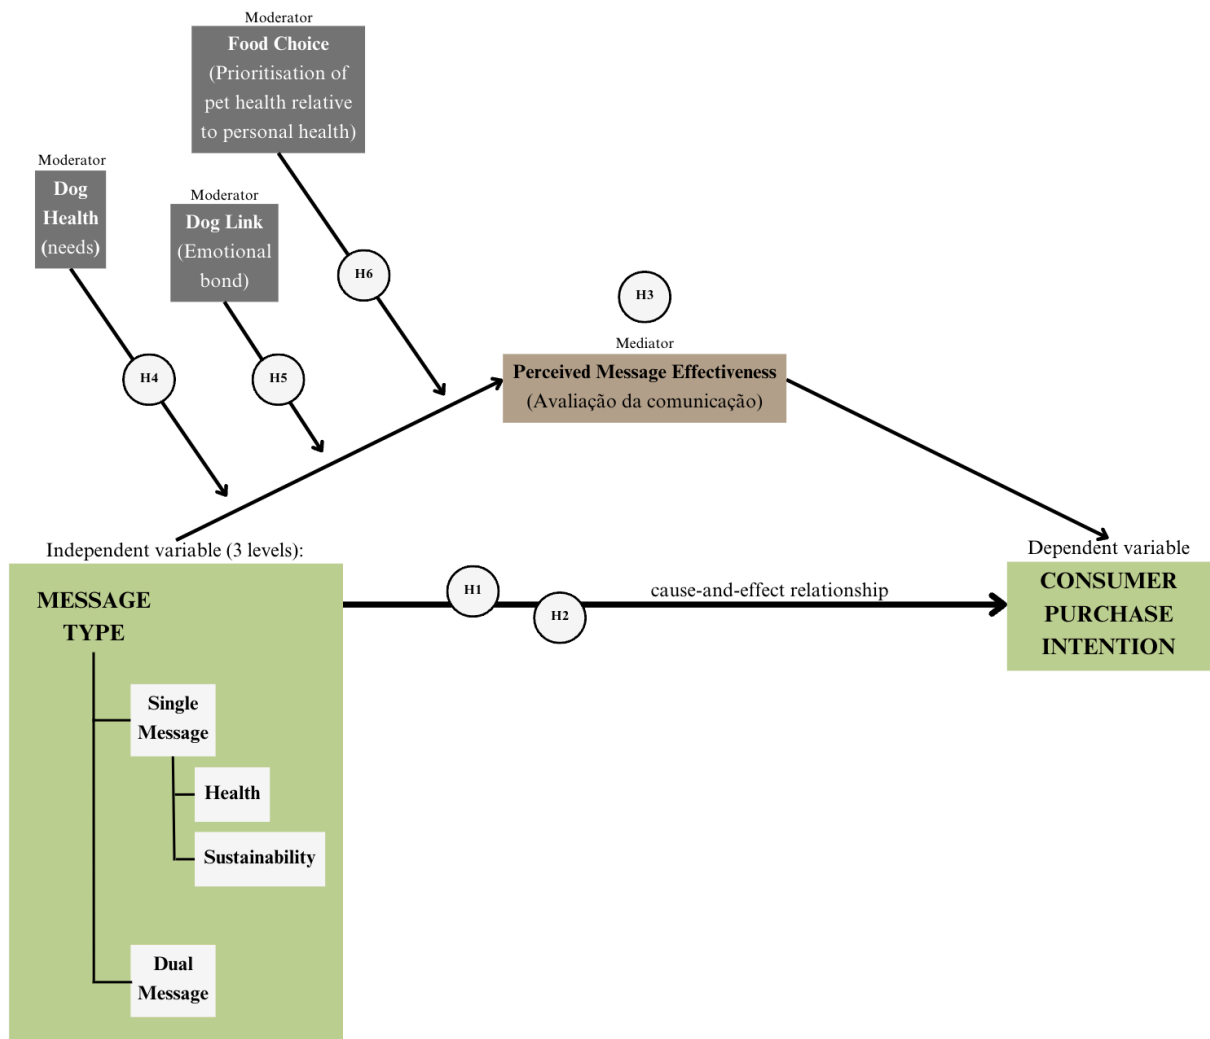 Moderator
Food Choice
(Prioritisation of
pet health relative
to personal health)
Moderator
Dog
Health
(needs)
Moderator
Dog Link
(Emotional
bond)
H6
H3
H4
H5
Mediator
Perceived Message Effectiveness
(Avaliação da comunicação)
Independent variable (3 levels):
MESSAGE
TYPE
Single
Message
Health
Sustainability
Dual
Message
H1
H2
cause-and-effect relationship
Dependent variable
CONSUMER
PURCHASE
INTENTION